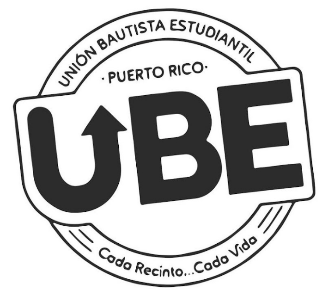 UNIÓN BAUTISTA ESTUDIANTIL
·PUERTO RICO·
UBE
Cada Recinto...Cada Vida